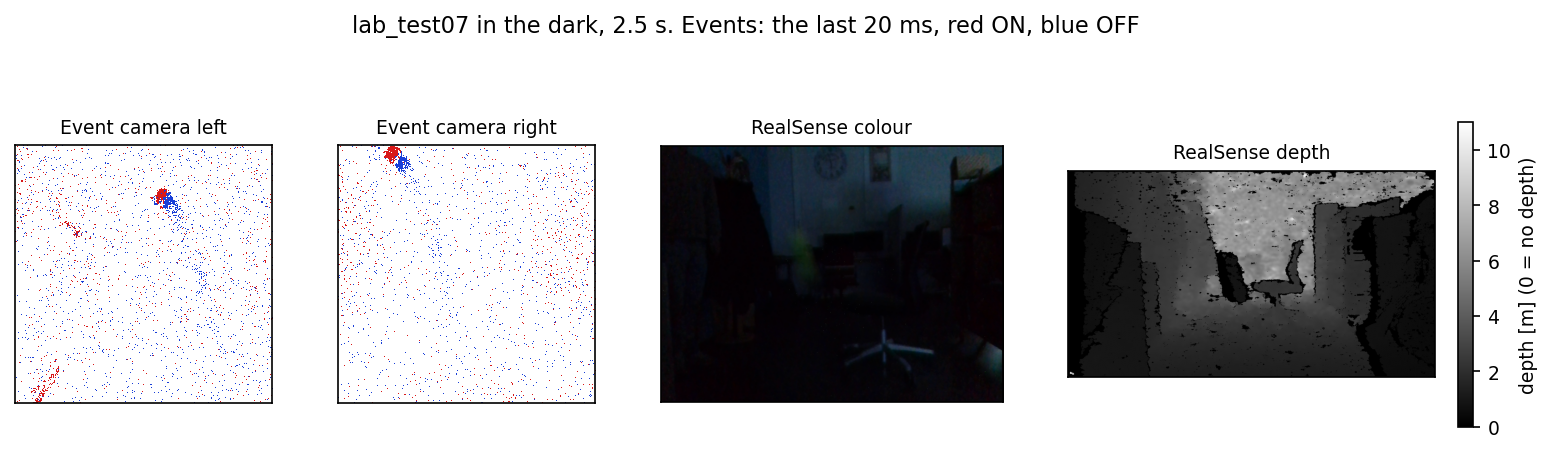 lab_test07 in the dark, 2.5 s. Events: the last 20 ms, red ON, blue OFF
Event camera left
Event camera right
RealSense colour
RealSense depth
10
8
6
4
2
0
depth [m] (0 = no depth)